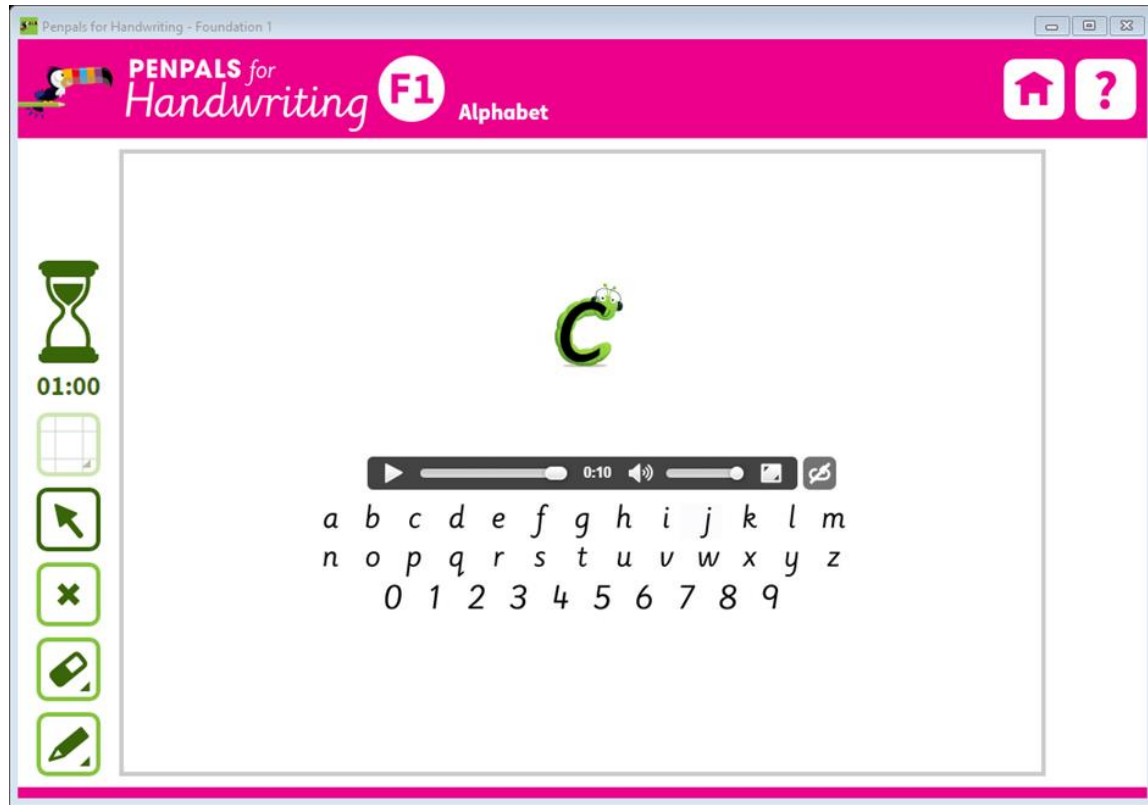 Penpals for Handwriting - Foundation 1
PENPALS for
Handwriting
F1
Alphabet
?
01:00
c
0:10
a b c d e f g h i j k l m
n o p q r s t u v w x y z
0 1 2 3 4 5 6 7 8 9